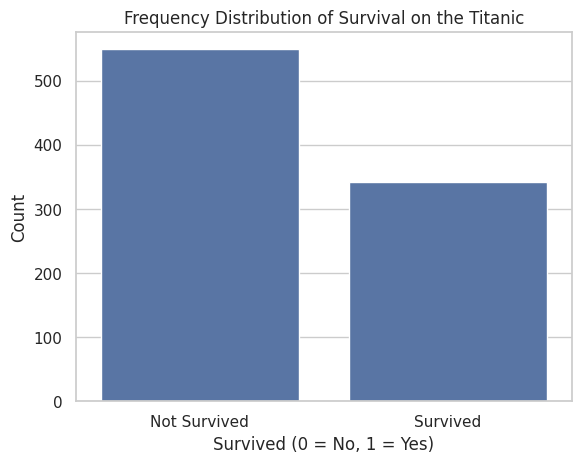 Frequency Distribution of Survival on the Titanic
Count
500
400
300
200
100
0
Not Survived Survived
Survived (0 = No, 1 = Yes)